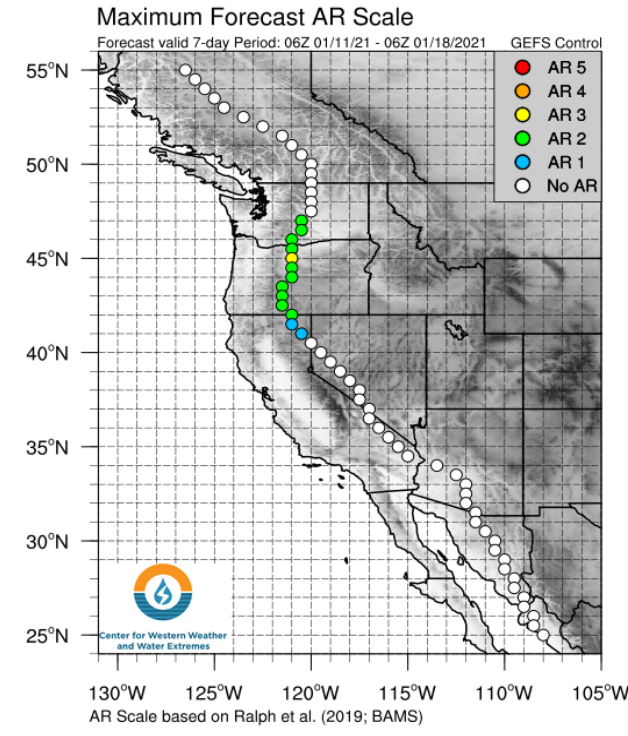 Maximum Forecast AR Scale
Forecast valid 7-day Period: 06Z 01/11/21 - 06Z 01/18/2021 GEFS Control
AR 5
AR 4
AR 3
AR 2
AR 1
No AR
55°N
50°N
45°N
40°N
35°N
30°N
25°N
Center for Western Weather
and Water Extremes
130°W 125°W 120°W 115°W 110°W 105°W
AR Scale based on Ralph et al. (2019; BAMS)